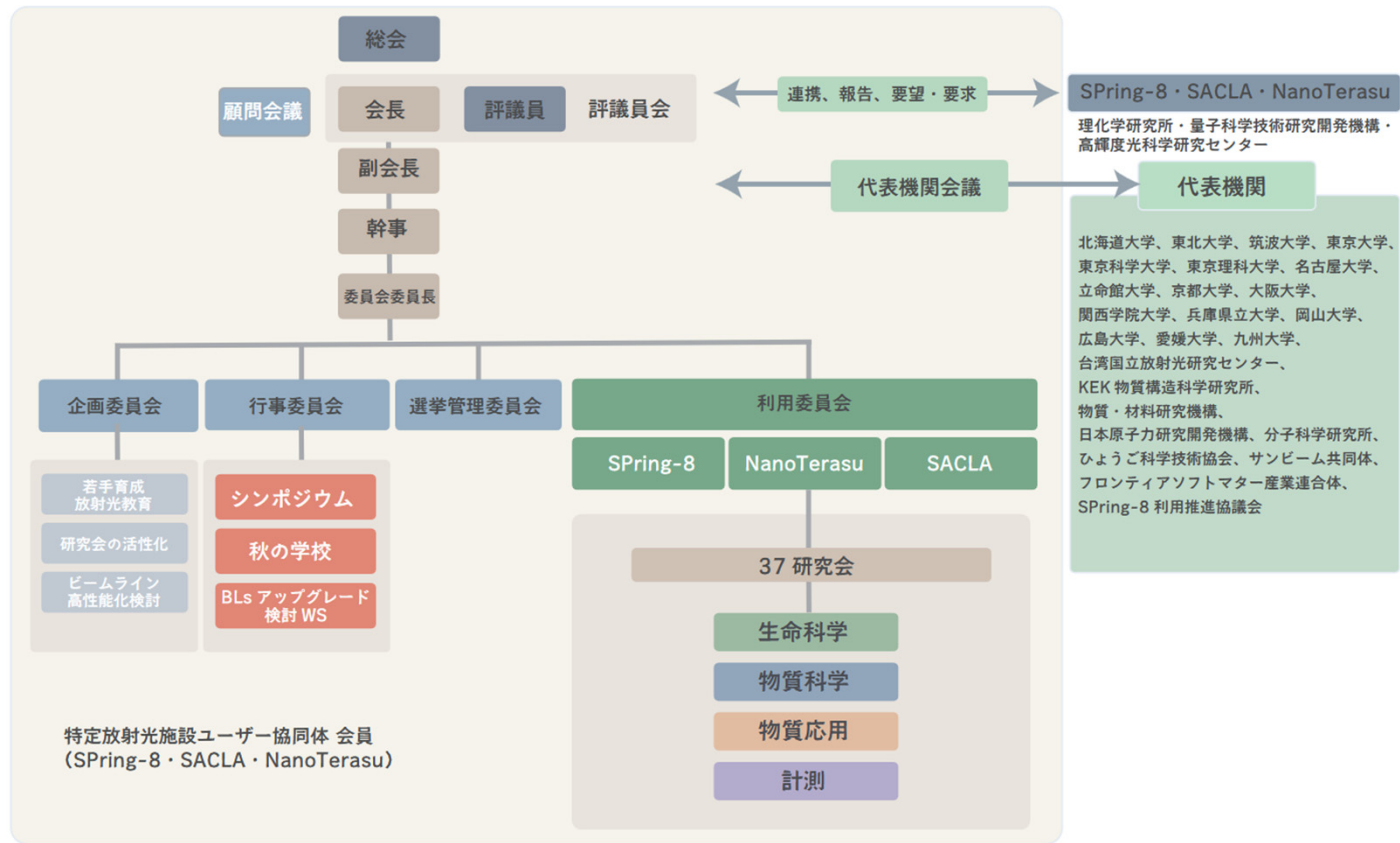 総会
顧問会議
会長
評議員
評議員会
副会長
幹事
委員会委員長
連携、報告、要望・要求
SPring-8・SACLA・NanoTerasu
理化学研究所・量子科学技術研究開発機構・
高輝度光科学研究センター
代表機関会議
代表機関
北海道大学、東北大学、筑波大学、東京大学、
東京科学大学、東京理科大学、名古屋大学、
立命館大学、京都大学、大阪大学、
関西学院大学、兵庫県立大学、岡山大学、
広島大学、愛媛大学、九州大学、
台湾国立放射光研究センター、
KEK 物質構造科学研究所、
物質・材料研究機構、
日本原子力研究開発機構、分子科学研究所、
ひょうご科学技術協会、サンビーム共同体、
フロンティアソフトマター産業連合体、
SPring-8 利用推進協議会
企画委員会
行事委員会
選挙管理委員会
利用委員会
SPring-8
NanoTerasu
SACLA
若手育成
放射光教育
研究会の活性化
ビームライン
高性能化検討
シンポジウム
秋の学校
BLs アップグレード
検討 WS
37 研究会
生命科学
物質科学
物質応用
計測
特定放射光施設ユーザー協同体 会員
（SPring-8・SACLA・NanoTerasu）